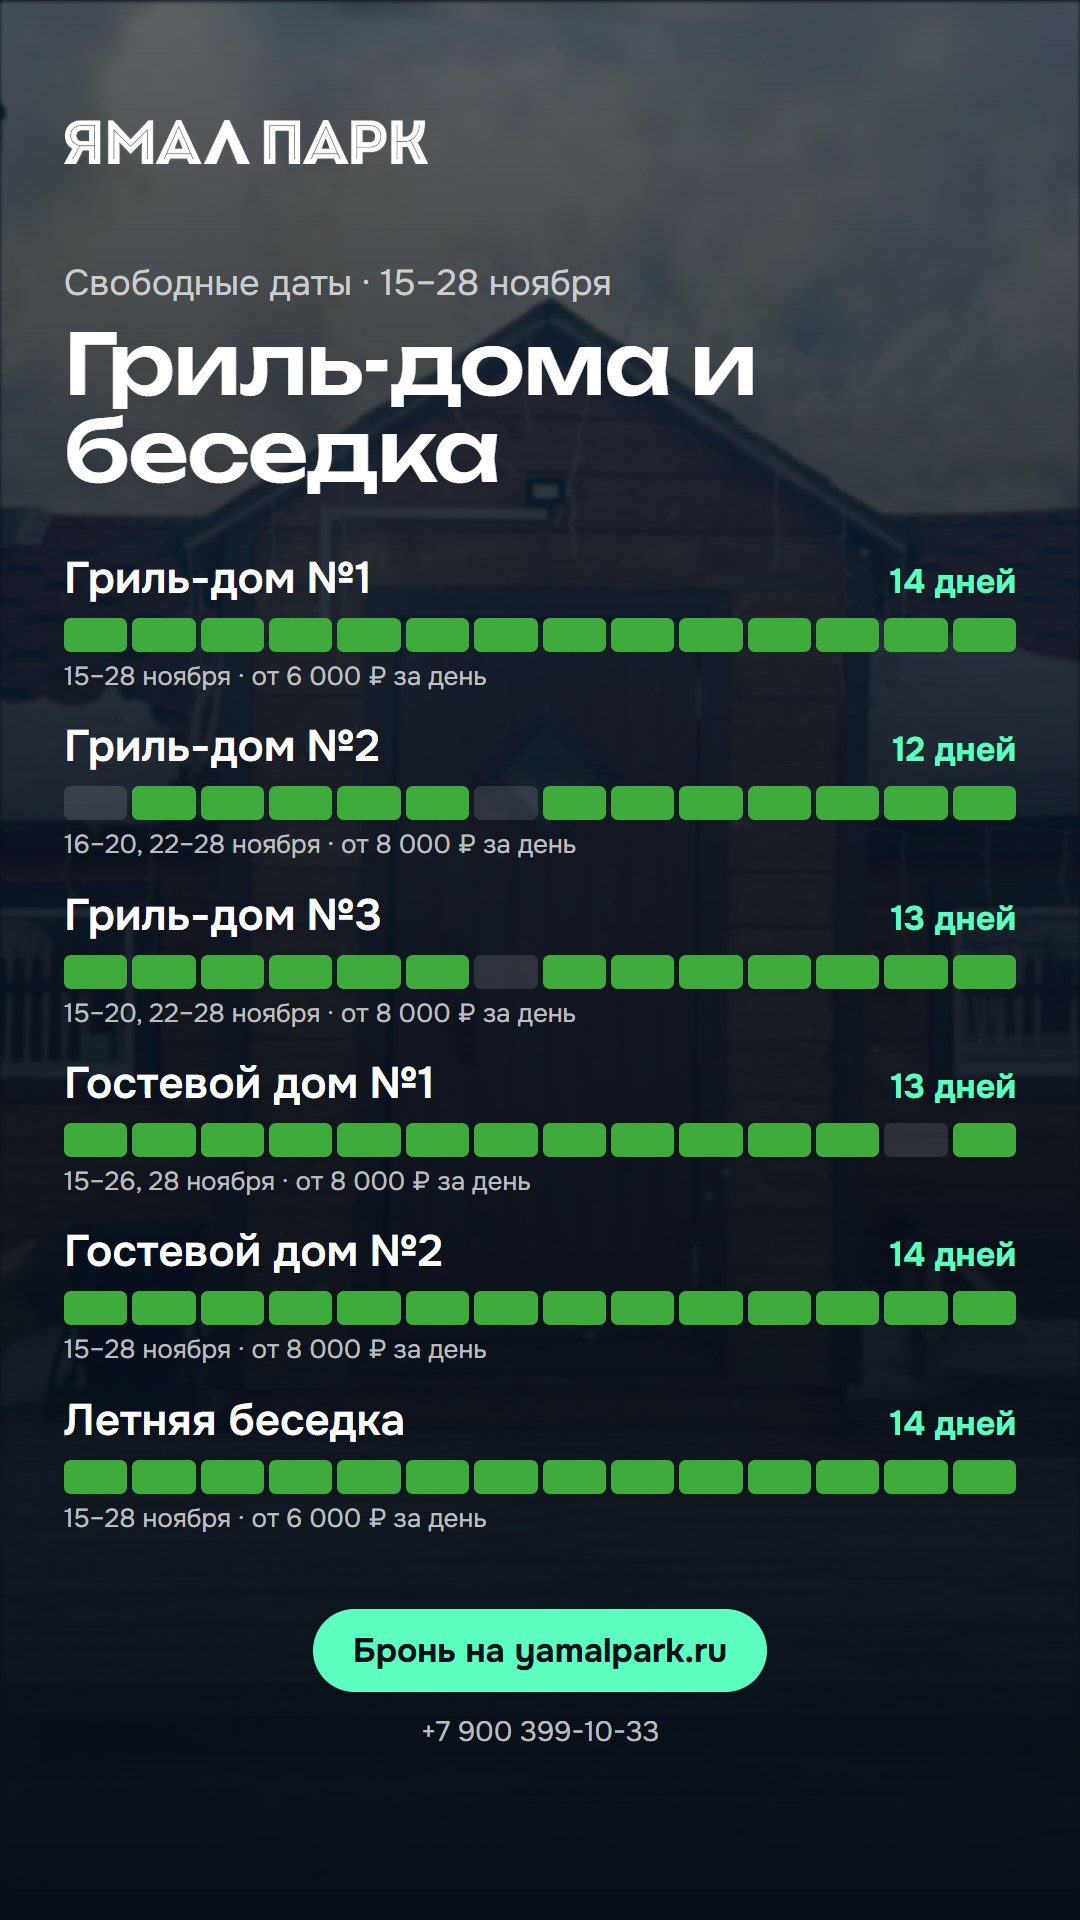 ЯМАЛ ПАРК
Свободные даты · 15–28 ноября
Гриль-дома и
беседка
Гриль-дом №1
14 дней
15–28 ноября · от 6 000 ₽ за день
Гриль-дом №2
12 дней
16–20, 22–28 ноября · от 8 000 ₽ за день
Гриль-дом №3
13 дней
15–20, 22–28 ноября · от 8 000 ₽ за день
Гостевой дом №1
13 дней
15–26, 28 ноября · от 8 000 ₽ за день
Гостевой дом №2
14 дней
15–28 ноября · от 8 000 ₽ за день
Летняя беседка
14 дней
15–28 ноября · от 6 000 ₽ за день
Бронь на yamalpark.ru
+7 900 399-10-33